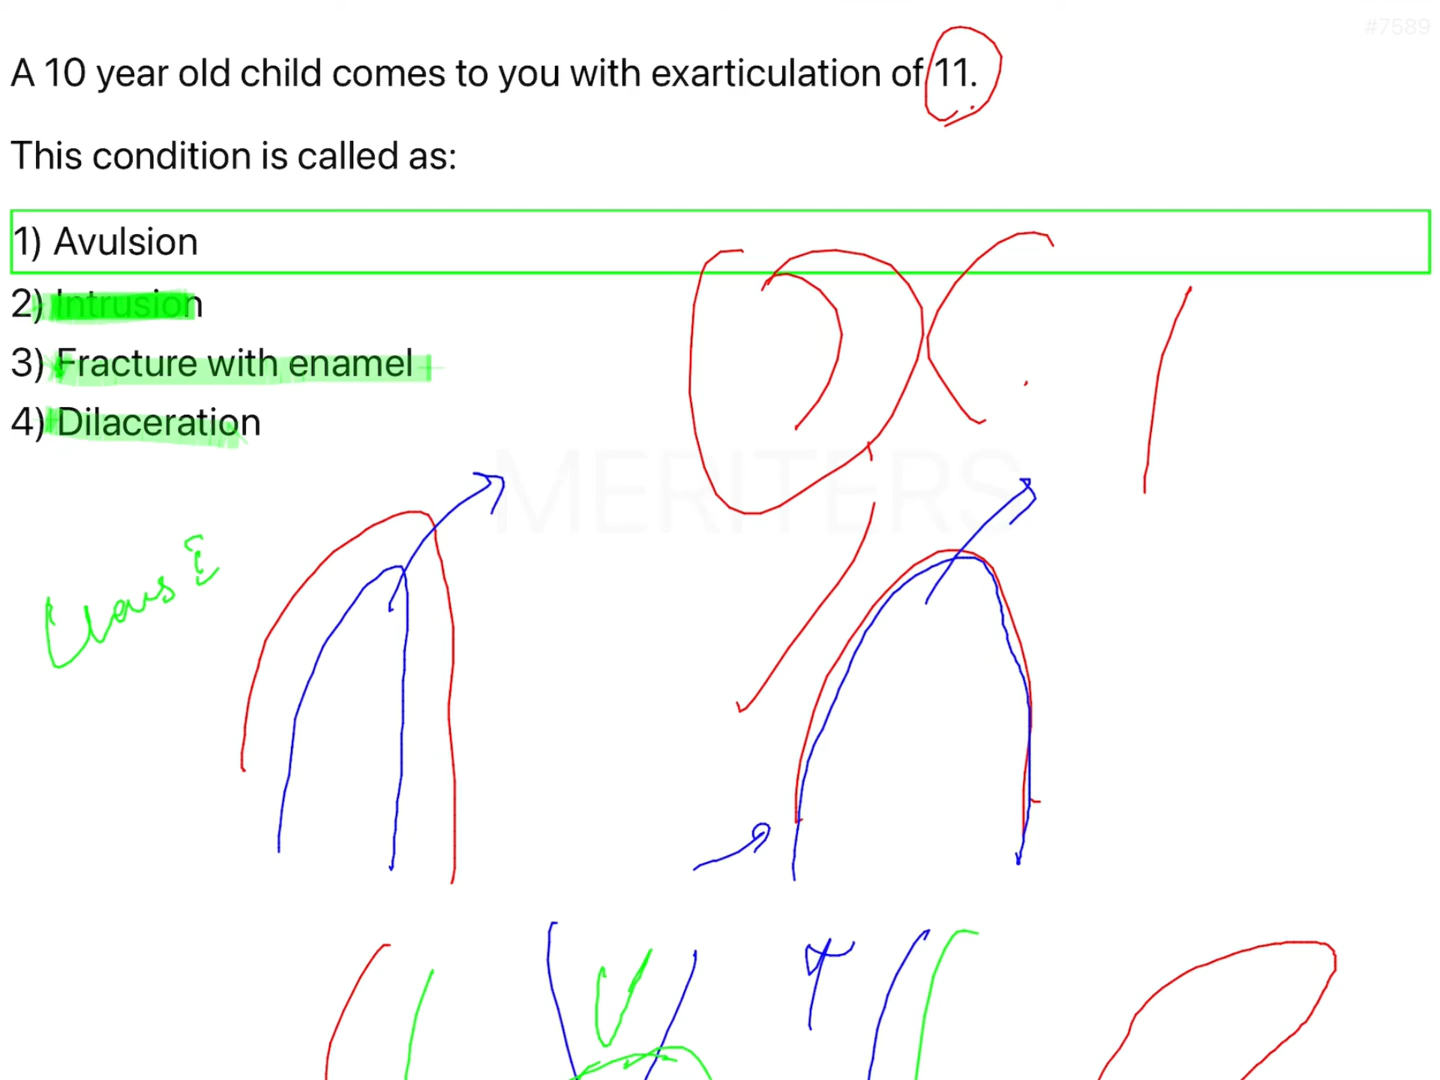 #7589
A 10 year old child comes to you with exarticulation of 11.
This condition is called as:
1) Avulsion
2) Intrusion
3) Fracture with enamel
4) Dilaceration
MERITERS